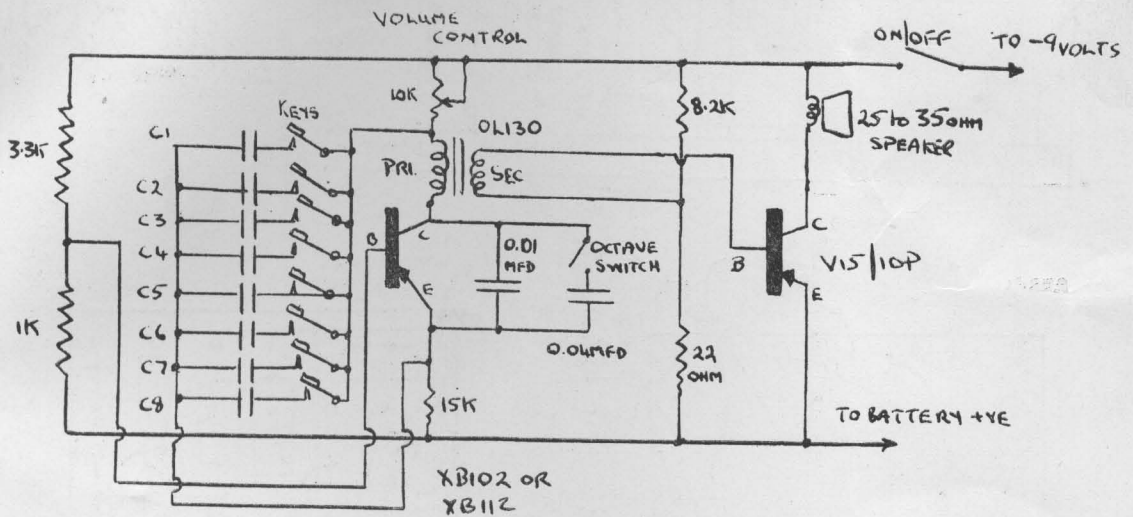 VOLUME
CONTROL
ON/OFF
TO -9VOLTS
10K
KEYS
8.2K
25 to 35 OHM
SPEAKER
C1
OL130
3.3K
PRI.
SEC
C2
C3
C4
B
C
0.01
MFD
OCTAVE
SWITCH
C
B
V15/10P
C5
E
E
1K
C6
0.04MFD
C7
22
OHM
C8
15K
TO BATTERY +VE
XB102 OR
XB112